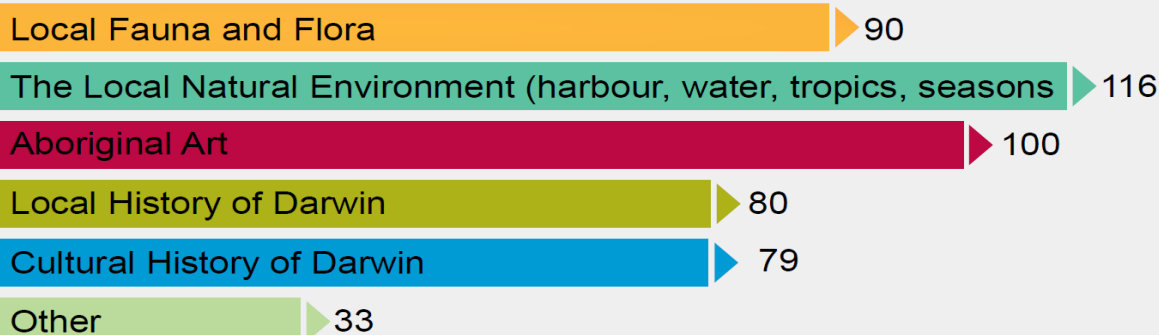 Local Fauna and Flora 90
The Local Natural Environment (harbour, water, tropics, seasons 116
Aboriginal Art 100
Local History of Darwin 80
Cultural History of Darwin 79
Other 33